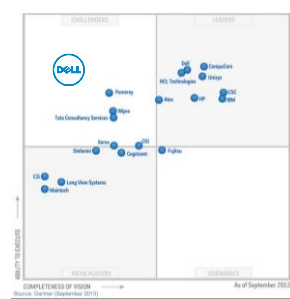 CHALLENGERS
LEADERS
DELL
Dell
CompuCom
HCL Technologies
Unisys
Pomeroy
CSC
Atos
HP
IBM
Wipro
Tata Consultancy Services
Xerox
CGI
Stefanini
Cognizant
Fujitsu
Long View Systems
NICHE PLAYERS
VISIONARIES
ABILITY TO EXECUTE
COMPLETENESS OF VISION
As of September 2013
Source: Gartner (September 2013)